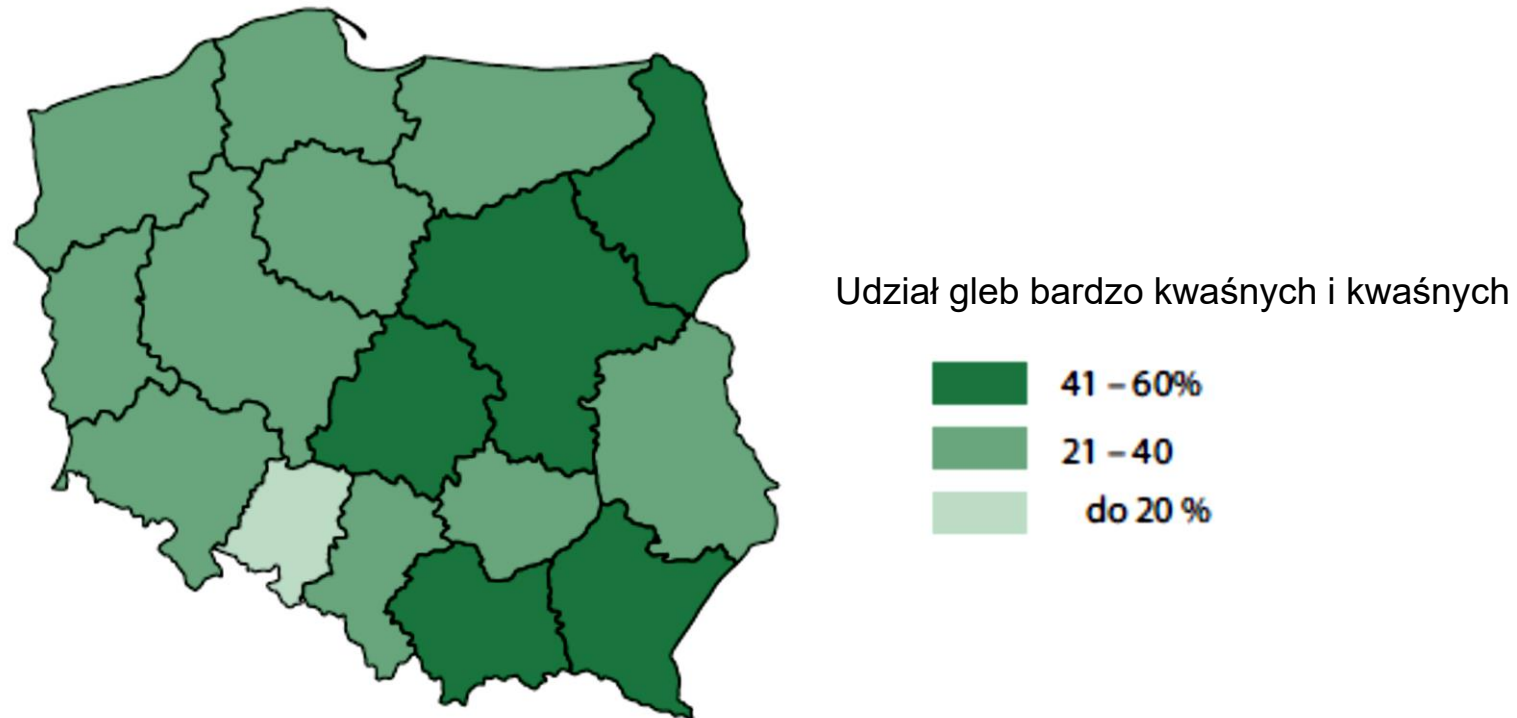 Udział gleb bardzo kwaśnych i kwaśnych
41 – 60%
21 – 40
do 20 %